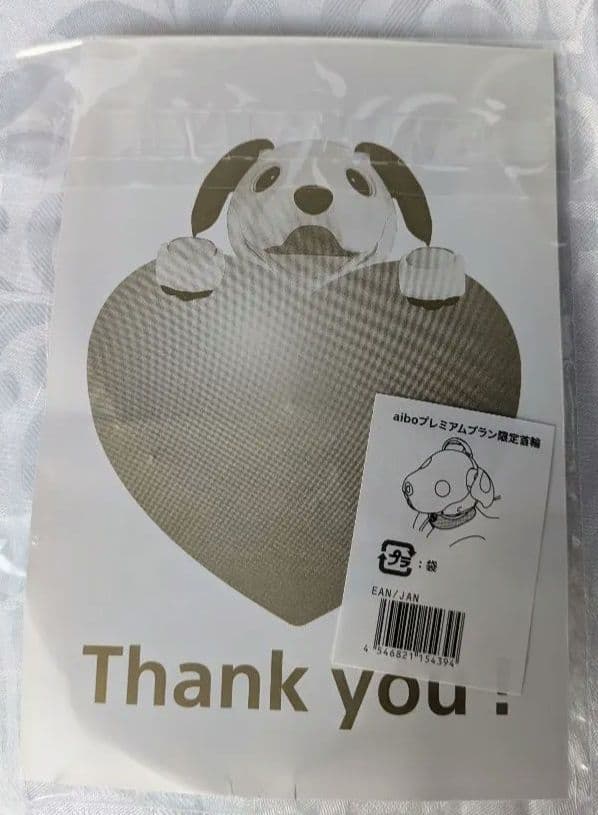 aiboプレミアムプラン限定首輪
プラ : 袋
EAN/JAN
4 546821 154394
Thank you !